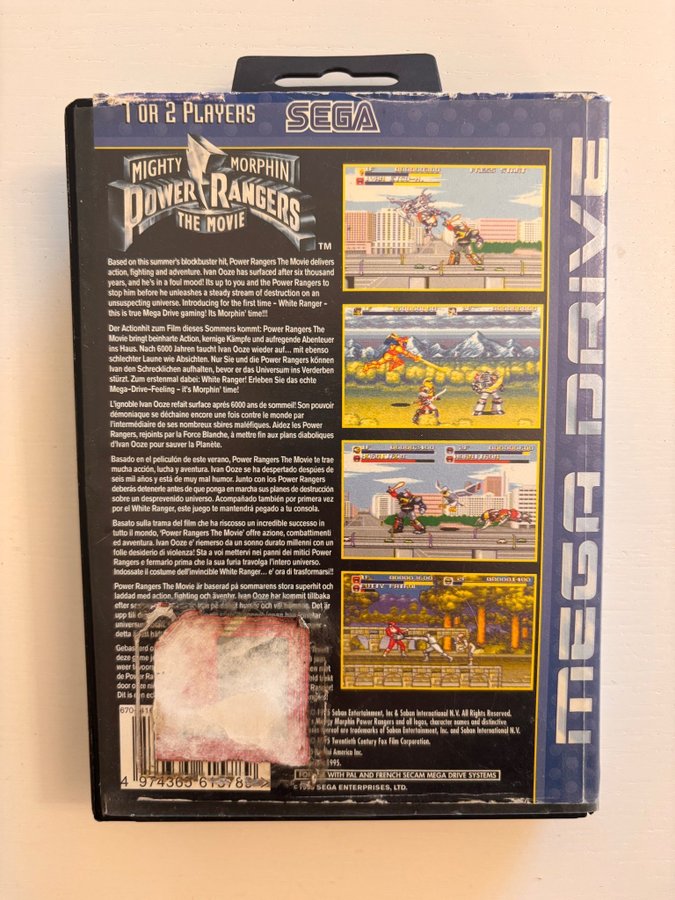 1 OR 2 PLAYERS
SEGA
MIGHTY MORPHIN
POWER RANGERS
THE MOVIE
TM
Based on this summer's blockbuster hit, Power Rangers The Movie delivers
action, fighting and adventure. Ivan Ooze has surfaced after six thousand
years, and he's in a foul mood! Its up to you and the Power Rangers to
stop him before he unleashes a steady stream of destruction on an
unsuspecting universe. Introducing for the first time - White Ranger -
this is true Mega Drive gaming! Its Morphin' time!!!
Der Actionhit zum Film dieses Sommers kommt: Power Rangers The
Movie bringt beinharte Action, kernige Kämpfe und aufregende Abenteuer
ins Haus. Nach 6000 Jahren taucht Ivan Ooze wieder auf... mit ebenso
schlechter Laune wie Absichten. Nur Sie und die Power Rangers können
Ivan den Schrecklichen aufhalten, bevor er das Universum ins Verderben
stürzt. Zum erstenmal dabei: White Ranger! Erleben Sie das echte
Mega-Drive-Feeling – it's Morphin' time!
L'ignoble Ivan Ooze refait surface après 6000 ans de sommeil! Son pouvoir
démoniaque se déchaine encore une fois contre le monde par
l'intermédiaire de ses nombreux sbires maléfiques. Aidez les Power
Rangers, rejoints par la Force Blanche, à mettre fin aux plans diaboliques
d'Ivan Ooze pour sauver la Planète.
Basado en el peliculón de este verano, Power Rangers The Movie te trae
mucha acción, lucha y aventura. Ivan Ooze se ha despertado despúes de
seis mil años y está de muy mal humor. Junto con los Power Rangers
deberás detenerle antes de que ponga en marcha sus planes de destrucción
sobre un desprevenido universo. Acompañado también por primera vez
por el White Ranger, este juego te mantendrá pegado a tu consola.
Basato sulla trama del film che ha riscosso un incredibile successo in
tutto il mondo, 'Power Rangers The Movie' offre azione, combattimenti
ed avventura. Ivan Ooze e' riemerso da un sonno durato millenni con un
folle desiderio di violenza! Sta a voi mettervi nei panni dei mitici Power
Rangers e fermarlo prima che la sua furia travolga l'intero universo.
Indossate il costume dell'invincibile White Ranger... e' ora di trasformarsi!!
Power Rangers The Movie är baserad på sommarens stora superhit och
laddad med action, fighting och äventyr. Ivan Ooze har kommit tillbaka
efter
upp till
Gebaseerd
deze
weer
de Power
door
Dit is
Saban Entertainment, Inc & Saban International N.V. All Rights Reserved.
Morphin Power Rangers and all logos, character names and distinctive
are trademarks of Saban Entertainment, Inc. and Saban International N.V.
Twentieth Century Fox Film Corporation.
America Inc.
1995.
WITH PAL AND FRENCH SECAM MEGA DRIVE SYSTEMS
SEGA ENTERPRISES, LTD.
4 974365 615789 >
PRESS START
MEGA DRIVE